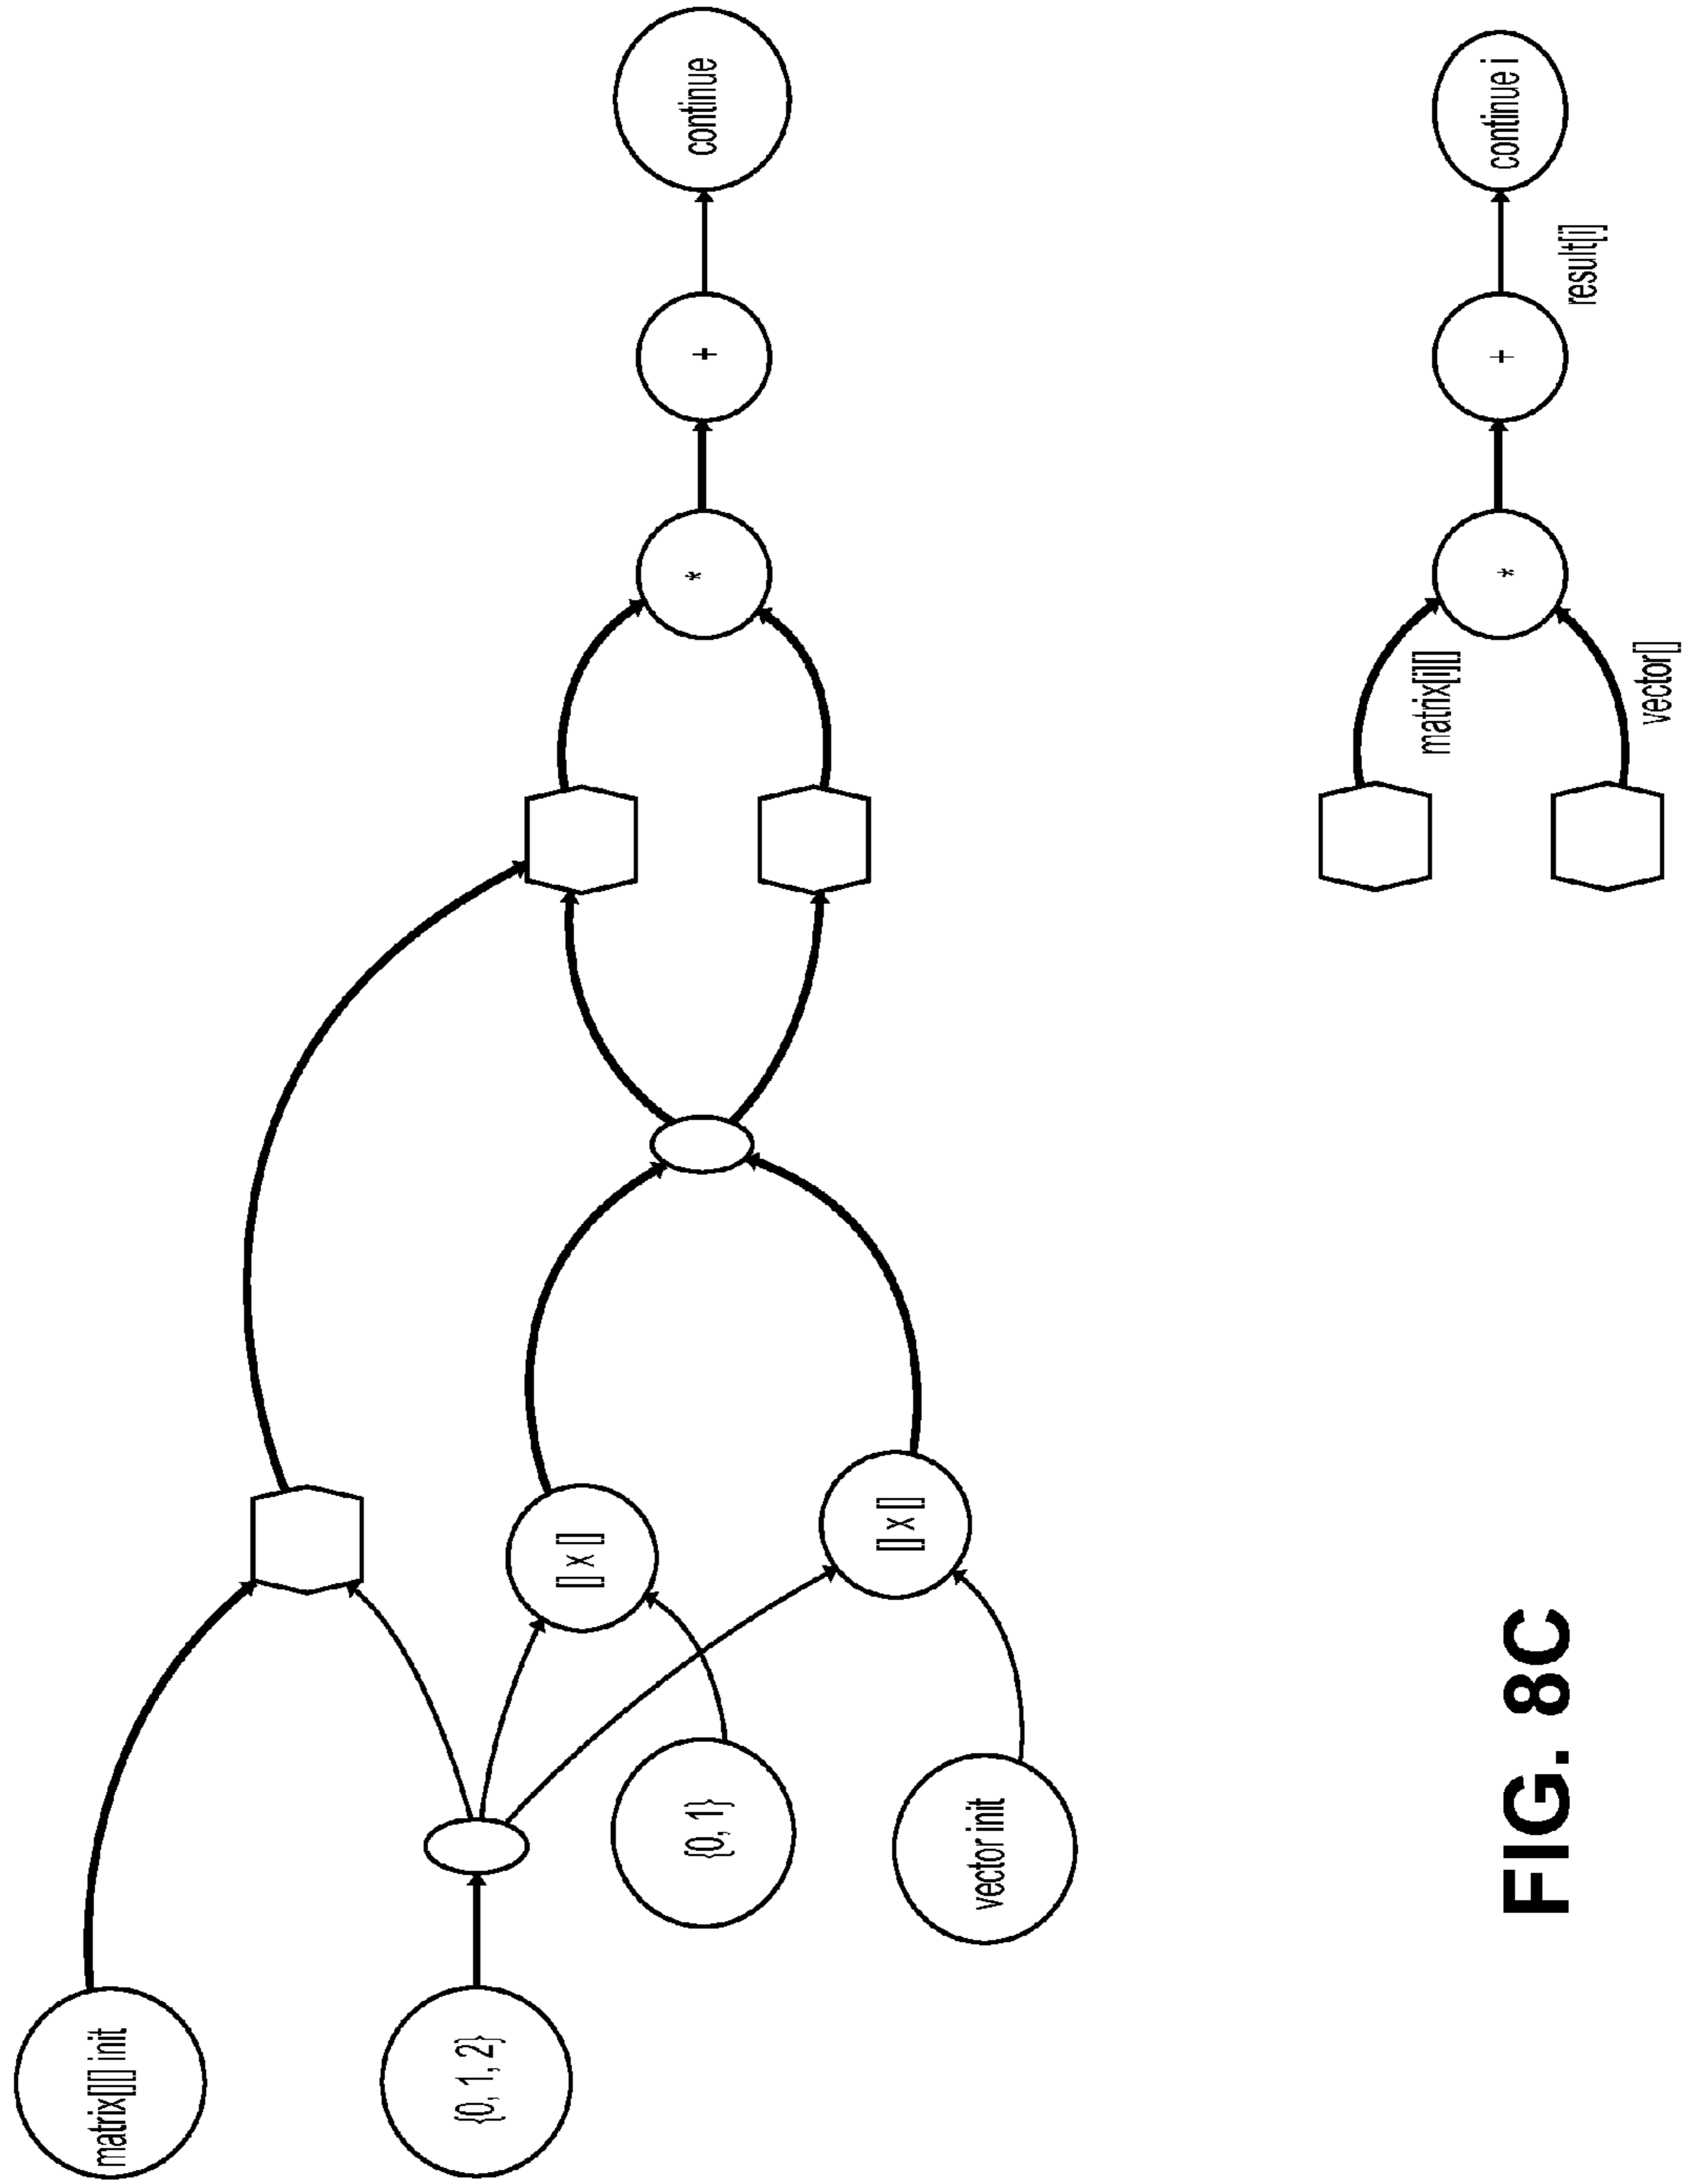 matrix[][] init
{0, 1, 2}
{0, 1}
vector init
[] x []
[] x []
*
+
continue
matrix[i][]
vector[]
*
+
result[i]
continue i
FIG. 8C